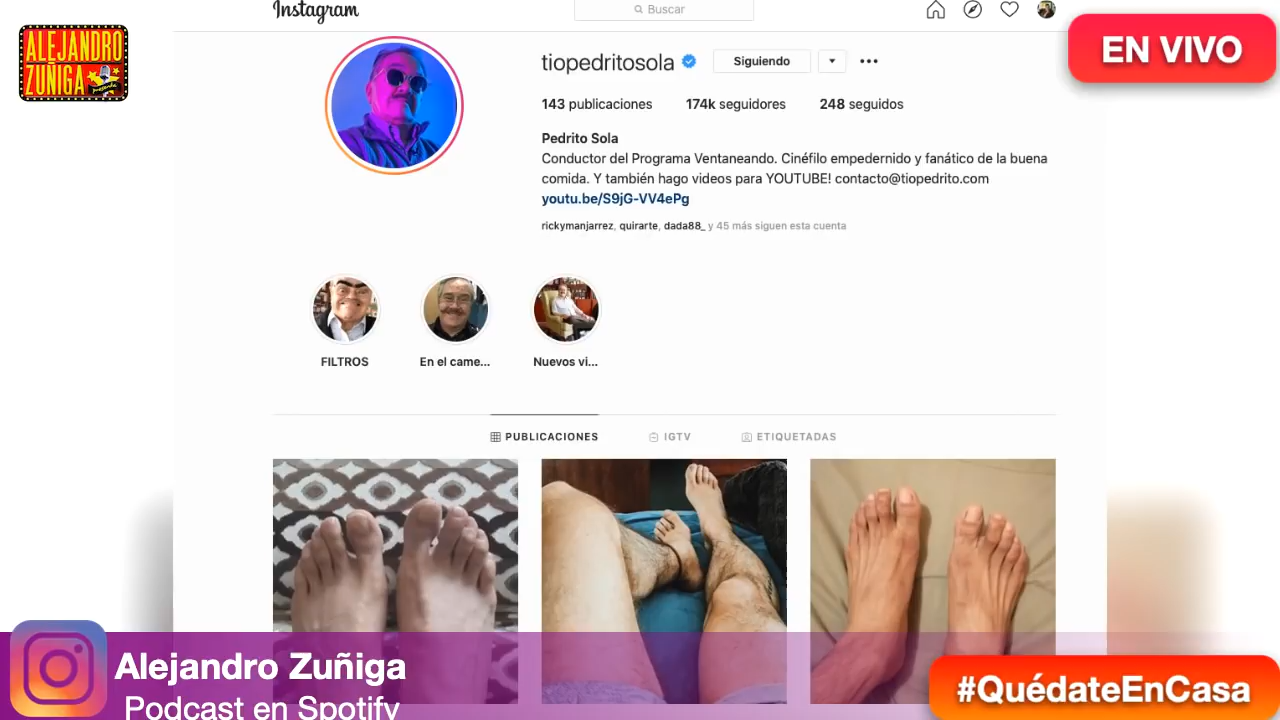 Instagram
Buscar
ALEJANDRO
ZUÑIGA
presenta
EN VIVO
tiopedritosola
Siguiendo
143 publicaciones 174k seguidores 248 seguidos
Pedrito Sola
Conductor del Programa Ventaneando. Cinéfilo empedernido y fanático de la buena
comida. Y también hago videos para YOUTUBE! contacto@tiopedrito.com
youtu.be/S9jG-VV4ePg
rickymanjarrez, quirarte, dada88_ y 45 más siguen esta cuenta
FILTROS En el came... Nuevos vi...
PUBLICACIONES IGTV ETIQUETADAS
Alejandro Zuñiga
Podcast en Spotify
#QuédateEnCasa